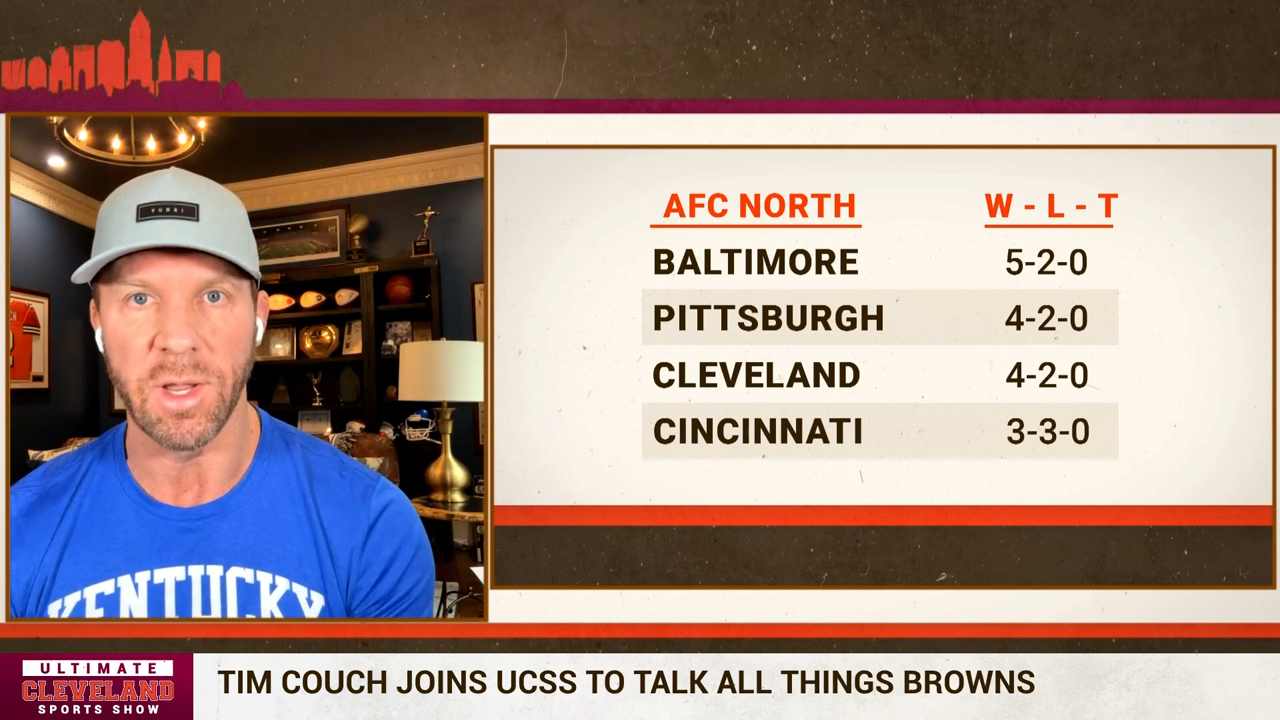 VUORI
AFC NORTH W - L - T
BALTIMORE 5-2-0
PITTSBURGH 4-2-0
CLEVELAND 4-2-0
CINCINNATI 3-3-0
KENTUCKY
ULTIMATE
CLEVELAND
SPORTS SHOW
TIM COUCH JOINS UCSS TO TALK ALL THINGS BROWNS